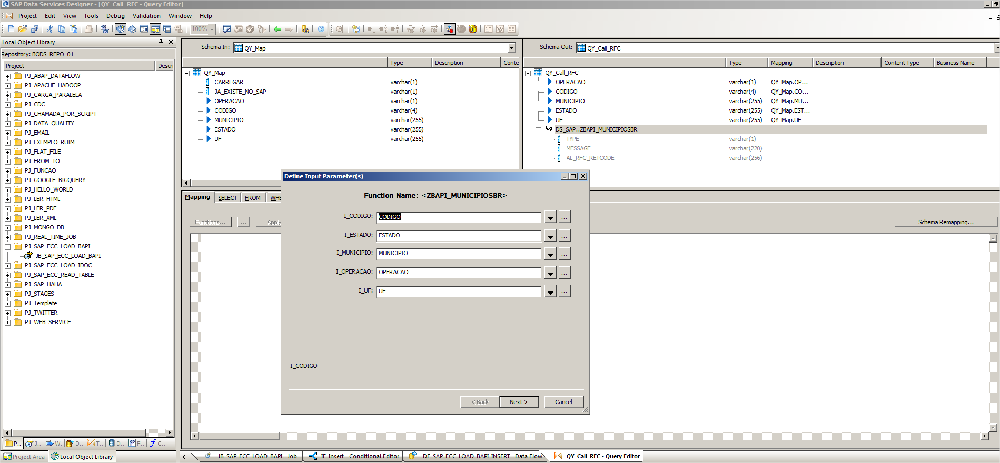 SAP Data Services Designer - [QY_Call_RFC - Query Editor]
Project Edit View Tools Debug Validation Window Help
100%
Local Object Library
Repository: BODS_REPO_01
Project Descri
PJ_ABAP_DATAFLOW
PJ_APACHE_HADOOP
PJ_CARGA_PARALELA
PJ_CDC
PJ_CHAMADA_POR_SCRIPT
PJ_DATA_QUALITY
PJ_EMAIL
PJ_EXEMPLO_RUIM
PJ_FLAT_FILE
PJ_FROM_TO
PJ_FUNCAO
PJ_GOOGLE_BIGQUERY
PJ_HELLO_WORLD
PJ_LER_HTML
PJ_LER_PDF
PJ_LER_XML
PJ_MONGO_DB
PJ_REAL_TIME_JOB
PJ_SAP_ECC_LOAD_BAPI
JB_SAP_ECC_LOAD_BAPI
PJ_SAP_ECC_LOAD_IDOC
PJ_SAP_ECC_READ_TABLE
PJ_SAP_HAHA
PJ_STAGES
PJ_Template
PJ_TWITTER
PJ_WEB_SERVICE
P.. J.. W.. D.. T.. D.. F.. C..
Project Area Local Object Library
Schema In: QY_Map
Type Description Conte
QY_Map
CARREGAR varchar(1)
JA_EXISTE_NO_SAP varchar(1)
OPERACAO varchar(1)
CODIGO varchar(4)
MUNICIPIO varchar(255)
ESTADO varchar(255)
UF varchar(255)
Schema Out: QY_Call_RFC
Type Mapping Description Content Type Business Name
QY_Call_RFC
OPERACAO varchar(1) QY_Map.OP...
CODIGO varchar(4) QY_Map.CO...
MUNICIPIO varchar(255) QY_Map.MU...
ESTADO varchar(255) QY_Map.EST...
UF varchar(255) QY_Map.UF
f(x) DS_SAP..ZBAPI_MUNICIPIOSBR
TYPE varchar(1)
MESSAGE varchar(220)
AL_RFC_RETCODE varchar(256)
Mapping SELECT FROM WHE
Functions... ... Apply
Schema Remapping...
Define Input Parameter(s)
Function Name: <ZBAPI_MUNICIPIOSBR>
I_CODIGO: CODIGO ...
I_ESTADO: ESTADO ...
I_MUNICIPIO: MUNICIPIO ...
I_OPERACAO: OPERACAO ...
I_UF: UF ...
I_CODIGO
< Back Next > Cancel
JB_SAP_ECC_LOAD_BAPI - Job IF_Insert - Conditional Editor DF_SAP_ECC_LOAD_BAPI_INSERT - Data Flow QY_Call_RFC - Query Editor